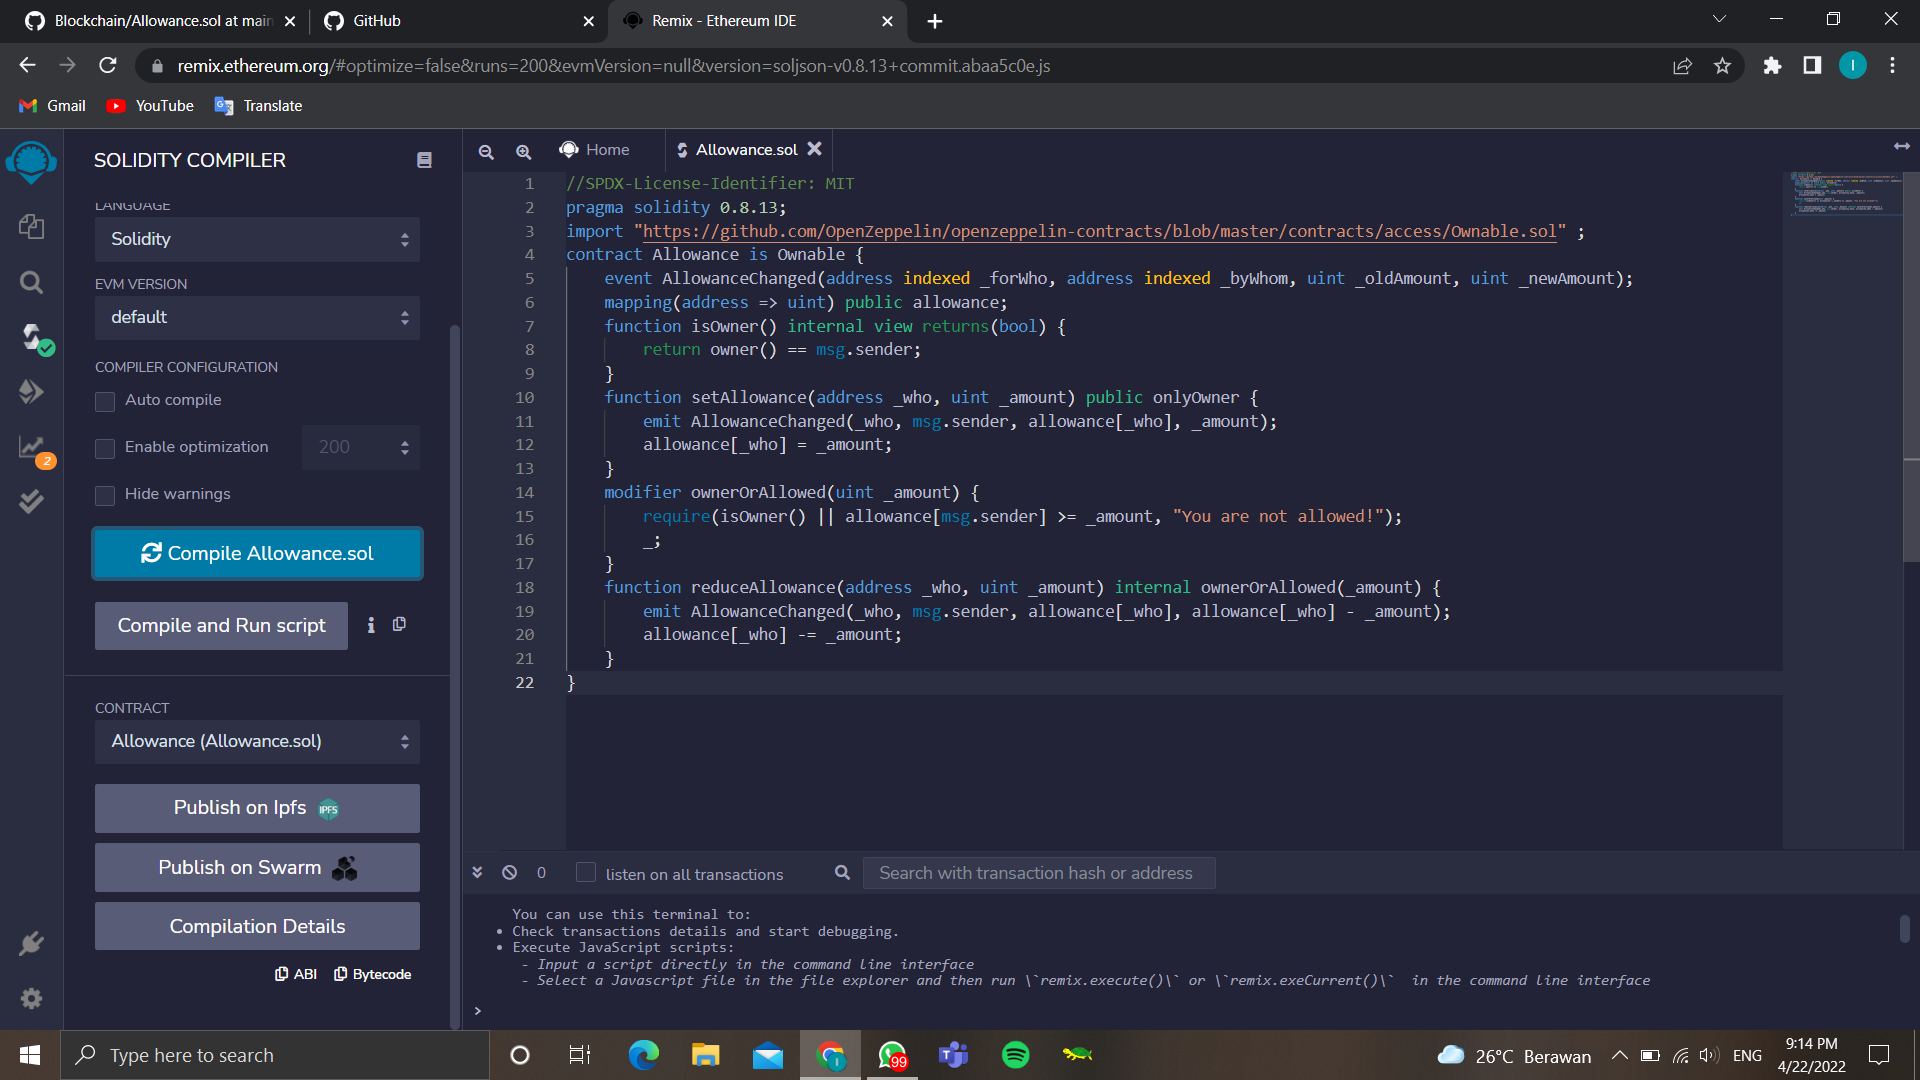 Blockchain/Allowance.sol at main
GitHub
Remix - Ethereum IDE
remix.ethereum.org/#optimize=false&runs=200&evmVersion=null&version=soljson-v0.8.13+commit.abaa5c0e.js
I
Gmail
YouTube
Translate
SOLIDITY COMPILER
LANGUAGE
Solidity
EVM VERSION
default
COMPILER CONFIGURATION
Auto compile
Enable optimization
200
Hide warnings
2
Compile Allowance.sol
Compile and Run script
CONTRACT
Allowance (Allowance.sol)
Publish on Ipfs
IPFS
Publish on Swarm
Compilation Details
ABI
Bytecode
Home
Allowance.sol
1 //SPDX-License-Identifier: MIT
2 pragma solidity 0.8.13;
3 import "https://github.com/OpenZeppelin/openzeppelin-contracts/blob/master/contracts/access/Ownable.sol" ;
4 contract Allowance is Ownable {
5 event AllowanceChanged(address indexed _forWho, address indexed _byWhom, uint _oldAmount, uint _newAmount);
6 mapping(address => uint) public allowance;
7 function isOwner() internal view returns(bool) {
8 return owner() == msg.sender;
9 }
10 function setAllowance(address _who, uint _amount) public onlyOwner {
11 emit AllowanceChanged(_who, msg.sender, allowance[_who], _amount);
12 allowance[_who] = _amount;
13 }
14 modifier ownerOrAllowed(uint _amount) {
15 require(isOwner() || allowance[msg.sender] >= _amount, "You are not allowed!");
16 _;
17 }
18 function reduceAllowance(address _who, uint _amount) internal ownerOrAllowed(_amount) {
19 emit AllowanceChanged(_who, msg.sender, allowance[_who], allowance[_who] - _amount);
20 allowance[_who] -= _amount;
21 }
22 }
0
listen on all transactions
Search with transaction hash or address
You can use this terminal to:
• Check transactions details and start debugging.
• Execute JavaScript scripts:
- Input a script directly in the command line interface
- Select a Javascript file in the file explorer and then run \`remix.execute()\` or \`remix.exeCurrent()\` in the command line interface
>
Type here to search
99
26°C Berawan
ENG
9:14 PM
4/22/2022